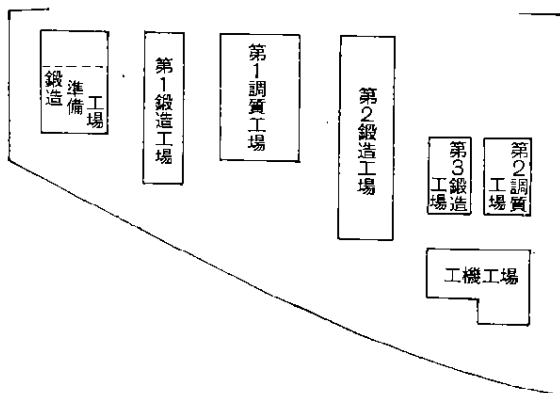 鍛造
準備
工場
第1鍛造工場
第1調質工場
第2鍛造工場
第3鍛造
工場
第2調質
工場
工機工場